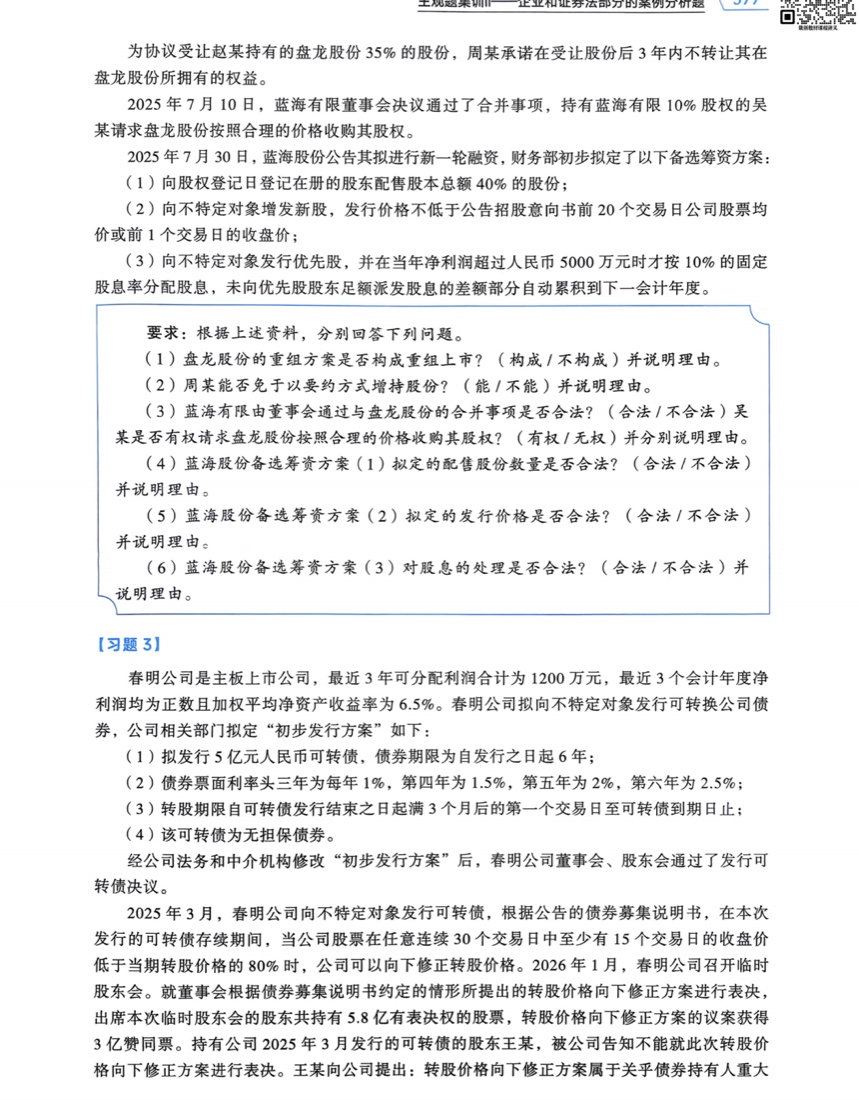 主观题集训II——企业和证券法部分的案例分析题
577
为协议受让赵某持有的盘龙股份 35% 的股份，周某承诺在受让股份后 3 年内不转让其在
盘龙股份所拥有的权益。
2025 年 7 月 10 日，蓝海有限董事会决议通过了合并事项，持有蓝海有限 10% 股权的吴
某请求盘龙股份按照合理的价格收购其股权。
2025 年 7 月 30 日，蓝海股份公告其拟进行新一轮融资，财务部初步拟定了以下备选筹资方案：
（1）向股权登记日登记在册的股东配售股本总额 40% 的股份；
（2）向不特定对象增发新股，发行价格不低于公告招股意向书前 20 个交易日公司股票均
价或前 1 个交易日的收盘价；
（3）向不特定对象发行优先股，并在当年净利润超过人民币 5000 万元时才按 10% 的固定
股息率分配股息，未向优先股股东足额派发股息的差额部分自动累积到下一会计年度。
要求：根据上述资料，分别回答下列问题。
（1）盘龙股份的重组方案是否构成重组上市？（构成 / 不构成）并说明理由。
（2）周某能否免于以要约方式增持股份？（能 / 不能）并说明理由。
（3）蓝海有限由董事会通过与盘龙股份的合并事项是否合法？（合法 / 不合法）吴
某是否有权请求盘龙股份按照合理的价格收购其股权？（有权 / 无权）并分别说明理由。
（4）蓝海股份备选筹资方案（1）拟定的配售股份数量是否合法？（合法 / 不合法）
并说明理由。
（5）蓝海股份备选筹资方案（2）拟定的发行价格是否合法？（合法 / 不合法）
并说明理由。
（6）蓝海股份备选筹资方案（3）对股息的处理是否合法？（合法 / 不合法）并
说明理由。
【习题 3】
春明公司是主板上市公司，最近 3 年可分配利润合计为 1200 万元，最近 3 个会计年度净
利润均为正数且加权平均净资产收益率为 6.5%。春明公司拟向不特定对象发行可转换公司债
券，公司相关部门拟定“初步发行方案”如下：
（1）拟发行 5 亿元人民币可转债，债券期限为自发行之日起 6 年；
（2）债券票面利率头三年为每年 1%，第四年为 1.5%，第五年为 2%，第六年为 2.5%；
（3）转股期限自可转债发行结束之日起满 3 个月后的第一个交易日至可转债到期日止；
（4）该可转债为无担保债券。
经公司法务和中介机构修改“初步发行方案”后，春明公司董事会、股东会通过了发行可
转债决议。
2025 年 3 月，春明公司向不特定对象发行可转债，根据公告的债券募集说明书，在本次
发行的可转债存续期间，当公司股票在任意连续 30 个交易日中至少有 15 个交易日的收盘价
低于当期转股价格的 80% 时，公司可以向下修正转股价格。2026 年 1 月，春明公司召开临时
股东会。就董事会根据债券募集说明书约定的情形所提出的转股价格向下修正方案进行表决，
出席本次临时股东会的股东共持有 5.8 亿有表决权的股票，转股价格向下修正方案的议案获得
3 亿赞同票。持有公司 2025 年 3 月发行的可转债的股东王某，被公司告知不能就此次转股价
格向下修正方案进行表决。王某向公司提出：转股价格向下修正方案属于关乎债券持有人重大